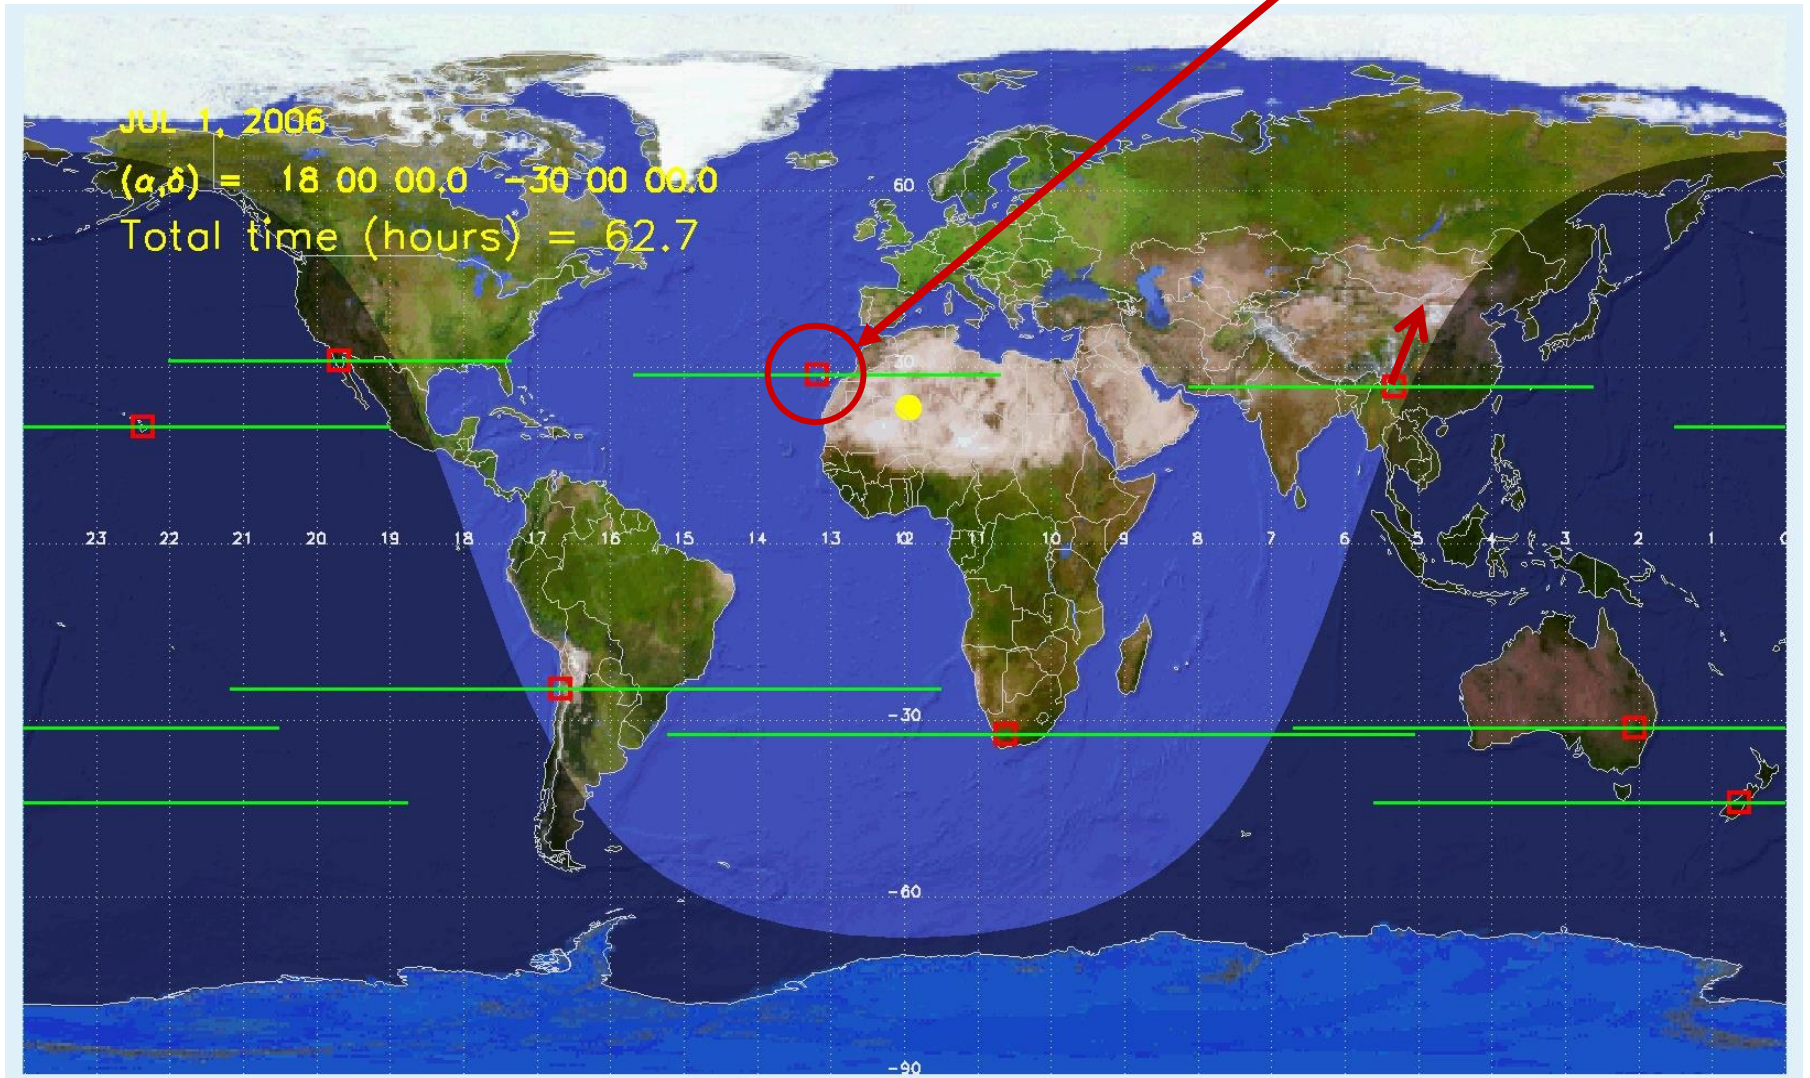 JUL 1, 2006
(α,δ) = 18 00 00.0 -30 00 00.0
Total time (hours) = 62.7
60
30
23 22 21 20 19 18 17 16 15 14 13 12 11 10 9 8 7 6 5 4 3 2 1 0
-30
-60
-90